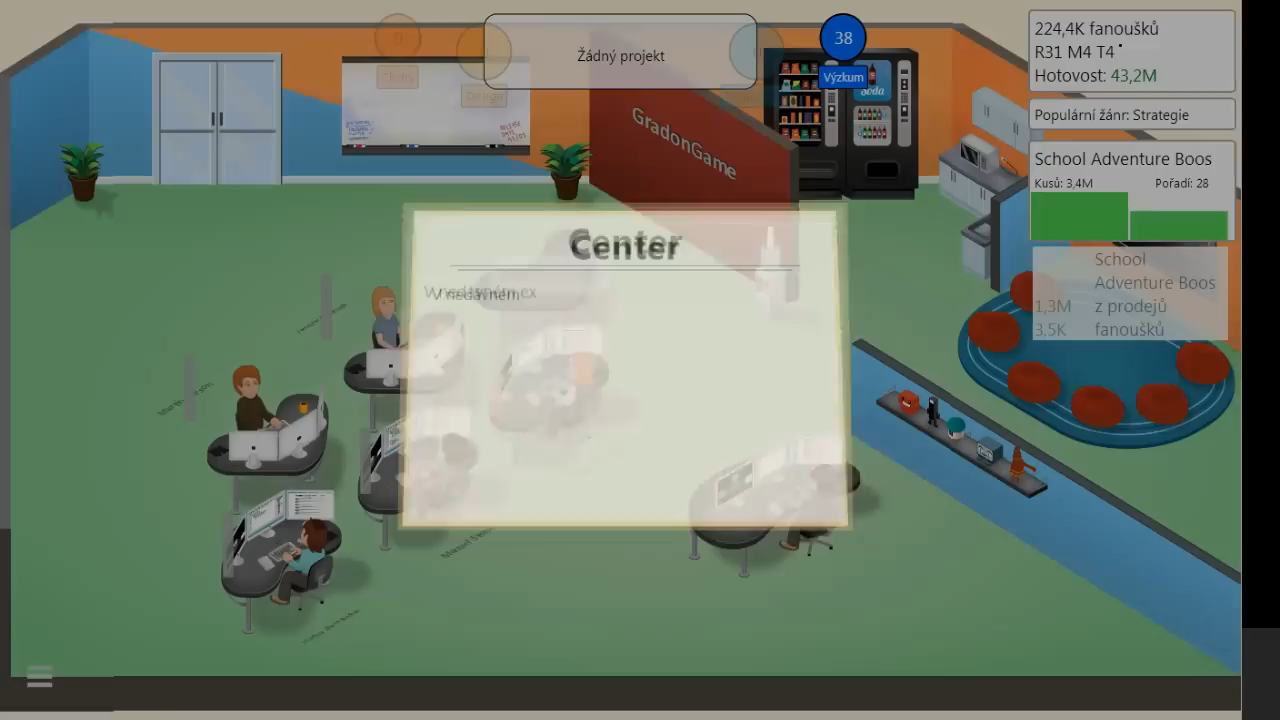 Žádný projekt
38
Výzkum
Soda
GradonGame
224,4K fanoušků
R31 M4 T4
Hotovost: 43,2M
Populární žánr: Strategie
School Adventure Boos
Kusů: 3,4M
Pořadí: 28
School
Adventure Boos
1,3M z prodejů
3.5K fanoušků
Center
V nedávném